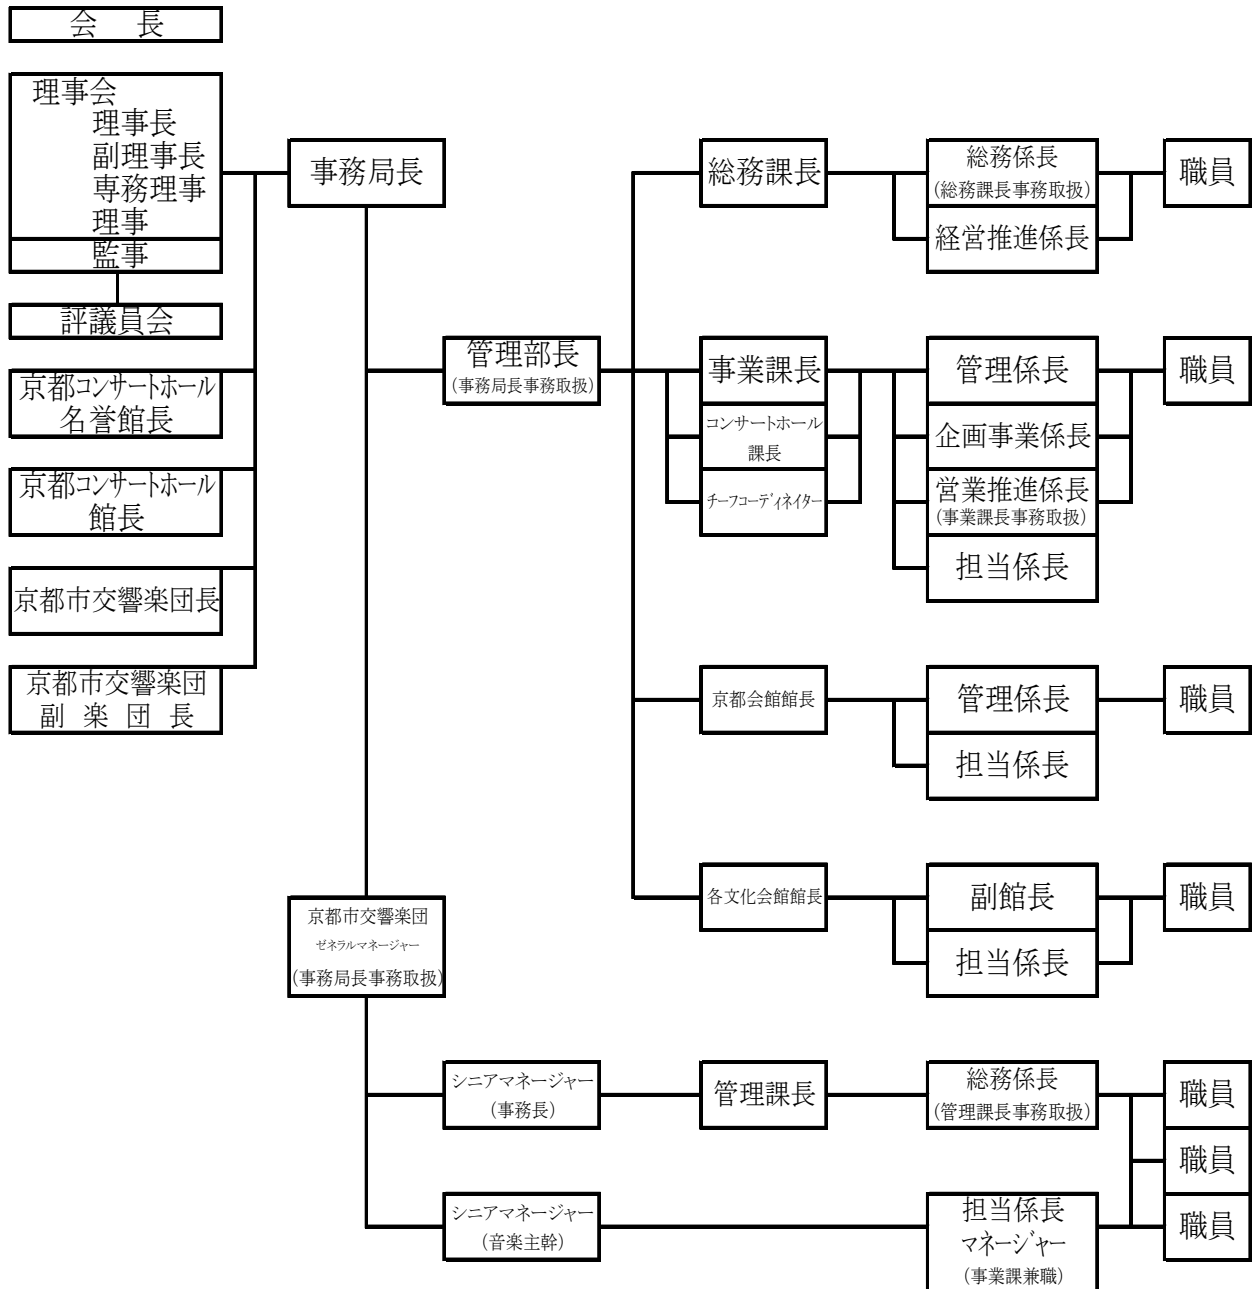 会　長
理事会
理事長
副理事長
専務理事
理事
監事
評議員会
京都コンサートホール
名誉館長
京都コンサートホール
館長
京都市交響楽団長
京都市交響楽団
副　楽　団　長
事務局長
京都市交響楽団
ゼネラルマネージャー
(事務局長事務取扱)
管理部長
(事務局長事務取扱)
シニアマネージャー
(事務長)
シニアマネージャー
(音楽主幹)
総務課長
事業課長
コンサートホール
課長
チーフコーディネイター
京都会館館長
各文化会館館長
管理課長
総務係長
(総務課長事務取扱)
経営推進係長
管理係長
企画事業係長
営業推進係長
(事業課長事務取扱)
担当係長
管理係長
担当係長
副館長
担当係長
総務係長
(管理課長事務取扱)
担当係長
マネージャー
(事業課兼職)
職員
職員
職員
職員
職員
職員
職員